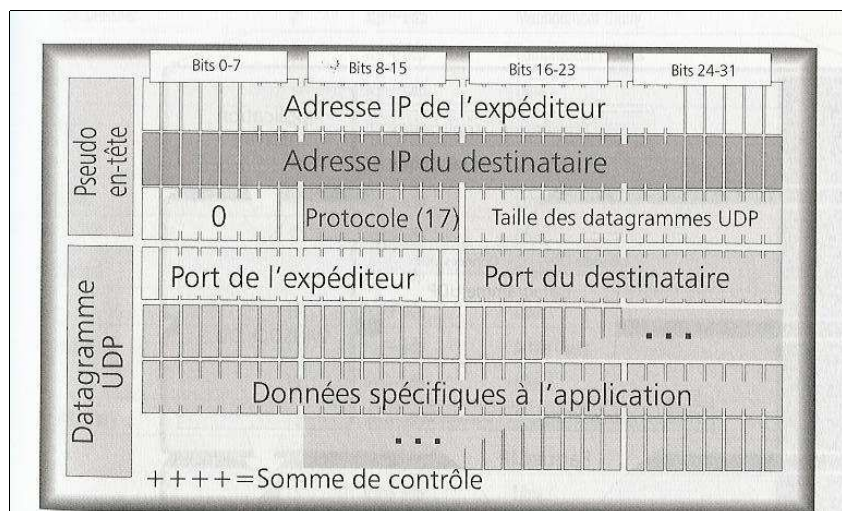 Bits 0-7 Bits 8-15 Bits 16-23 Bits 24-31
Pseudo
en-tête
Adresse IP de l'expéditeur
Adresse IP du destinataire
0 Protocole (17) Taille des datagrammes UDP
Datagramme
UDP
Port de l'expéditeur Port du destinataire
...
Données spécifiques à l'application
...
++++=Somme de contrôle